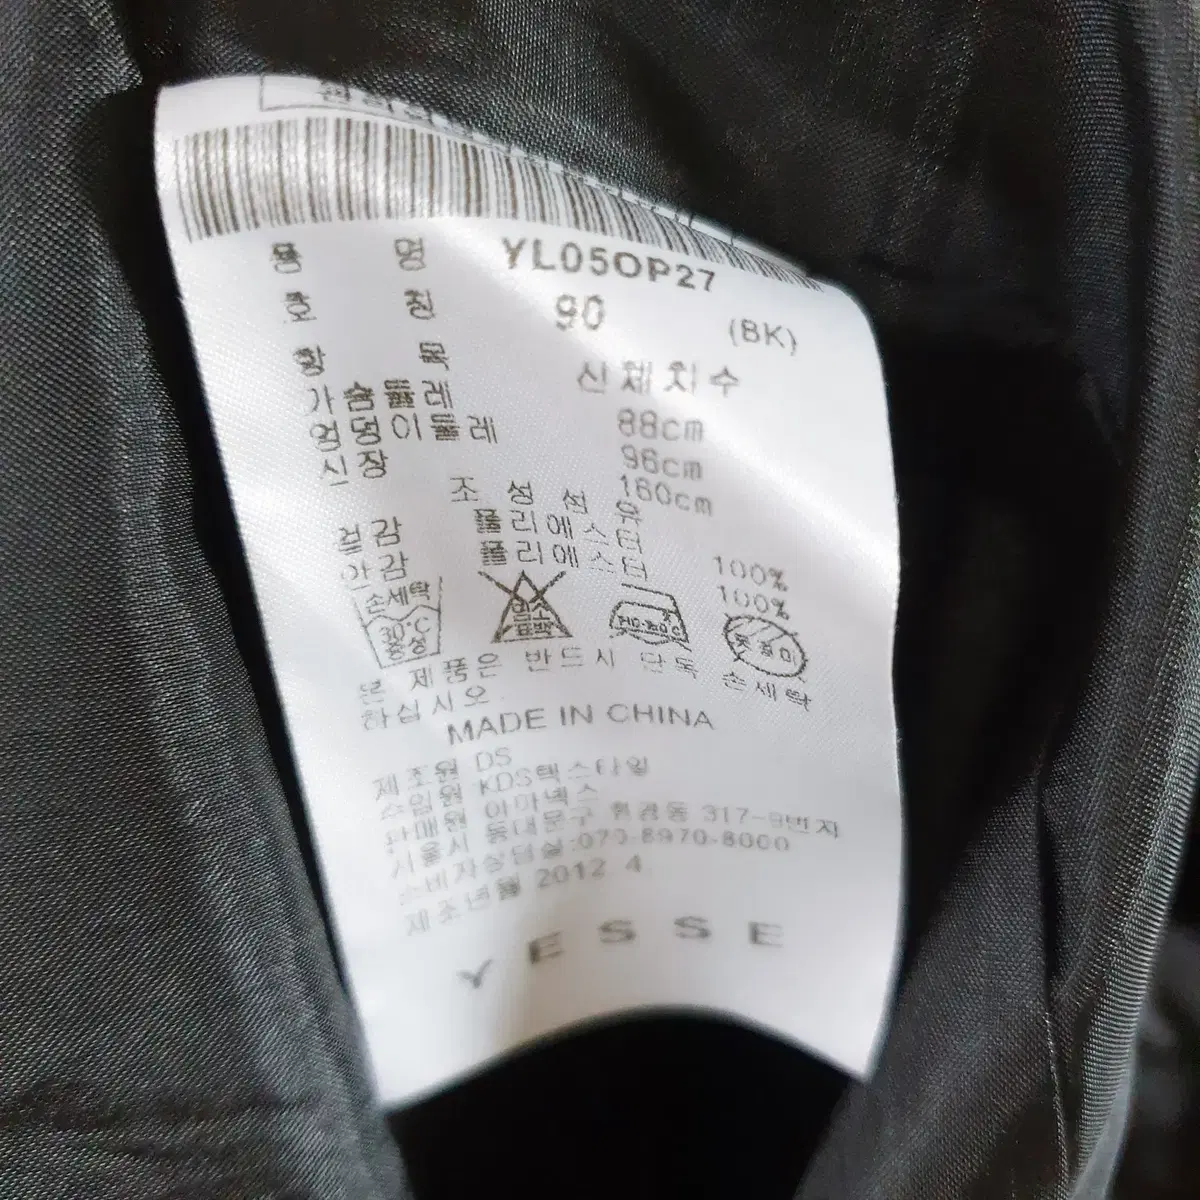 품 명 YL05OP27
호 칭 90 (BK)
항 목 신체치수
가슴둘레 88cm
엉덩이둘레 96cm
신장 160cm
조성섬유
겉감 폴리에스터 100%
안감 폴리에스터 100%
손세탁
30°C
중성
염소
표백
본 제품은 반드시 단독 손세탁
하십시오.
MADE IN CHINA
제조원 DS
수입원 KDS텍스타일
판매원 아마넥스
서울시 동대문구 317-9번지
소비자상담실:070-8970-8000
제조년월 2012 4
YESSE